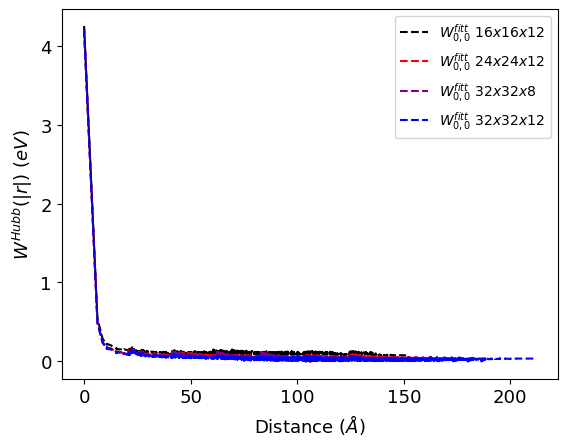 W^{fitt}_{0,0} 16x16x12
W^{fitt}_{0,0} 24x24x12
W^{fitt}_{0,0} 32x32x8
W^{fitt}_{0,0} 32x32x12
W^{Hubb}(|r|) (eV)
4
3
2
1
0
0 50 100 150 200
Distance (Å)